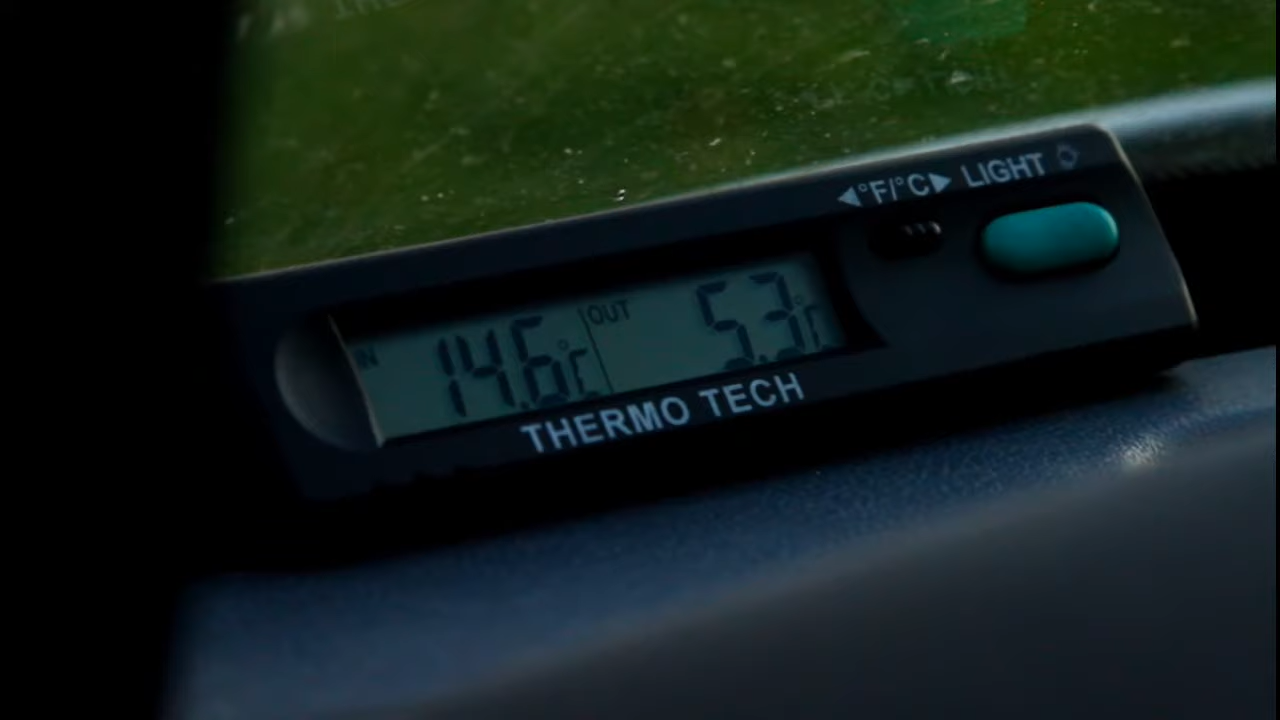 ◀°F/°C▶ LIGHT
IN 14.6°C OUT 5.3°C
THERMO TECH